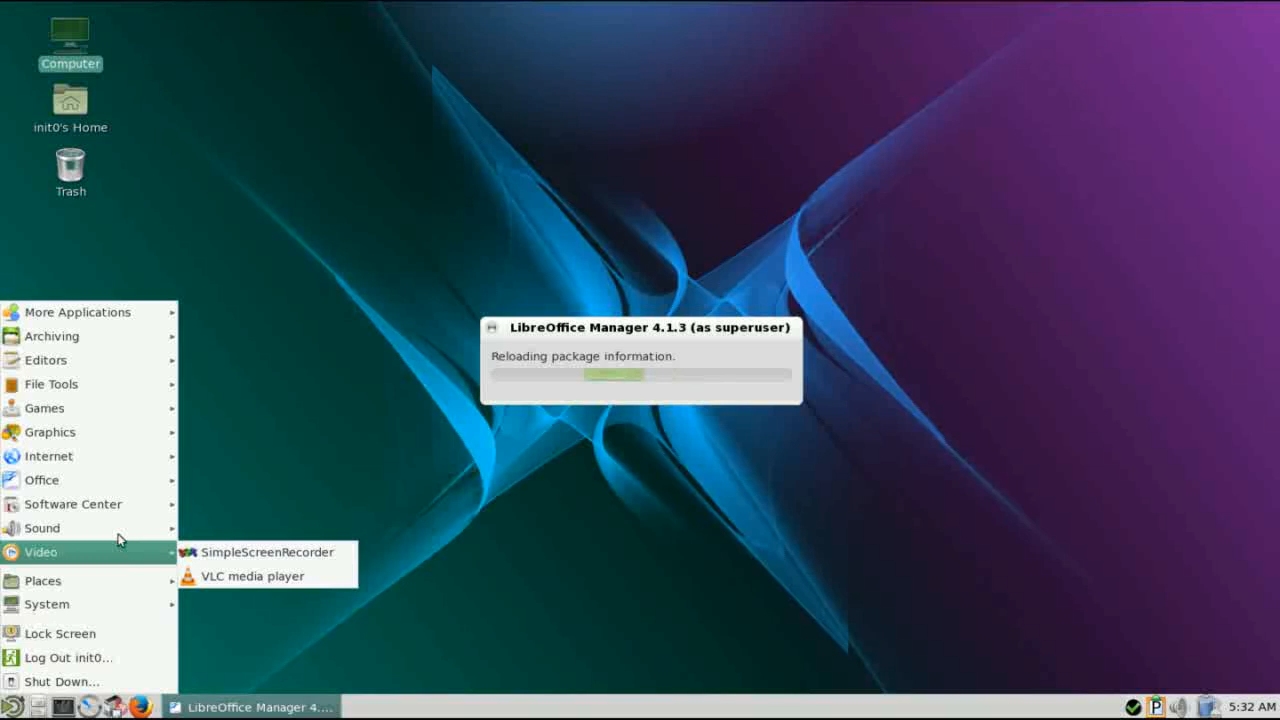 Computer
init0's Home
Trash
More Applications
Archiving
Editors
File Tools
Games
Graphics
Internet
Office
Software Center
Sound
Video
SimpleScreenRecorder
VLC media player
Places
System
Lock Screen
Log Out init0...
Shut Down...
LibreOffice Manager 4.1.3 (as superuser)
Reloading package information.
LibreOffice Manager 4....
P
5:32 AM